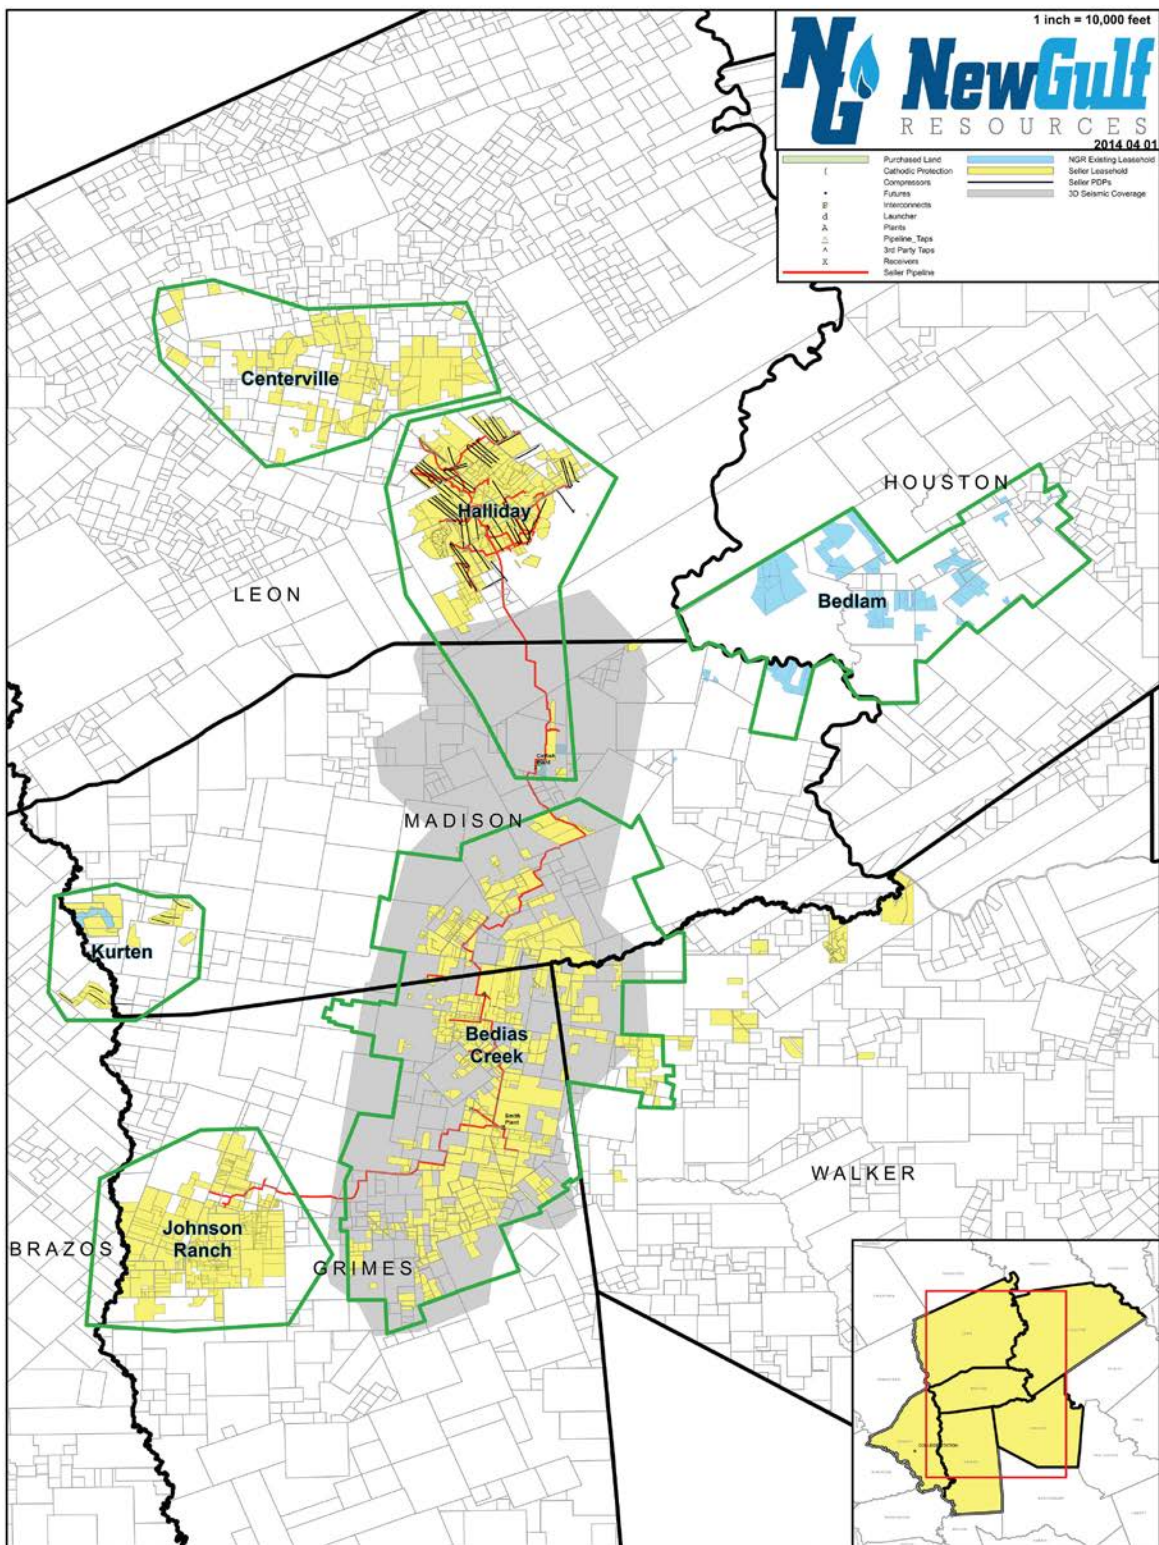 1 inch = 10,000 feet
NG NewGulf
RESOURCES
2014 04 01
Purchased Land
Cathodic Protection
Compressors
Futures
Interconnects
Launcher
Plants
Pipeline_Taps
3rd Party Taps
Receivers
Seller Pipeline
NGR Existing Leasehold
Seller Leasehold
Seller PDPs
3D Seismic Coverage
Centerville
HOUSTON
Halliday
LEON
Bedlam
MADISON
Kurten
Bedias
Creek
Smith
Plant
WALKER
Johnson
Ranch
BRAZOS
GRIMES